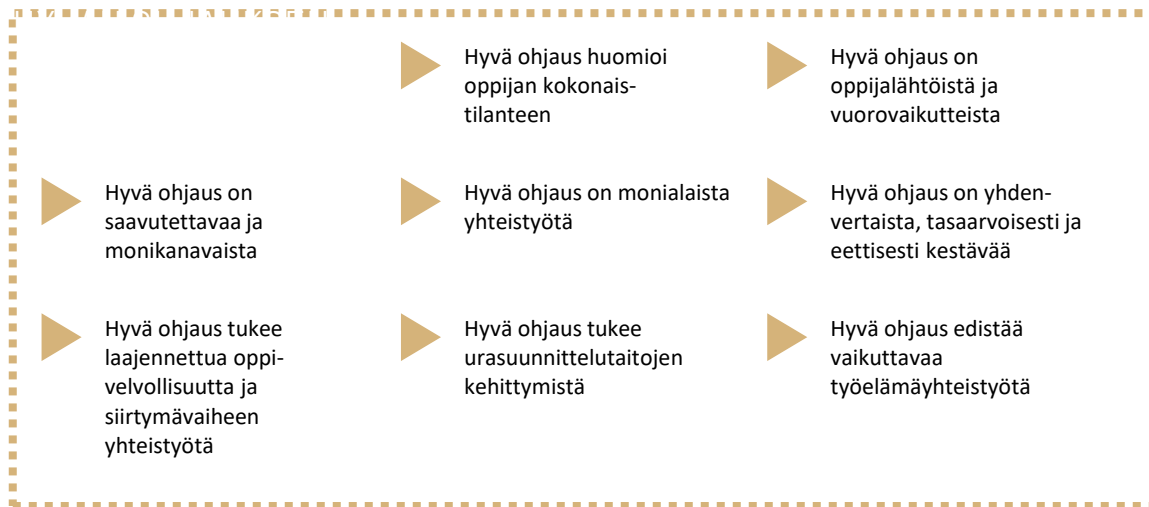 Hyvä ohjaus huomioi
oppijan kokonais-
tilanteen
Hyvä ohjaus on
oppijalähtöistä ja
vuorovaikutteista
Hyvä ohjaus on
saavutettavaa ja
monikanavaista
Hyvä ohjaus on monialaista
yhteistyötä
Hyvä ohjaus on yhden-
vertaista, tasaarvoisesti ja
eettisesti kestävää
Hyvä ohjaus tukee
laajennettua oppi-
velvollisuutta ja
siirtymävaiheen
yhteistyötä
Hyvä ohjaus tukee
urasuunnittelutaitojen
kehittymistä
Hyvä ohjaus edistää
vaikuttavaa
työelämäyhteistyötä